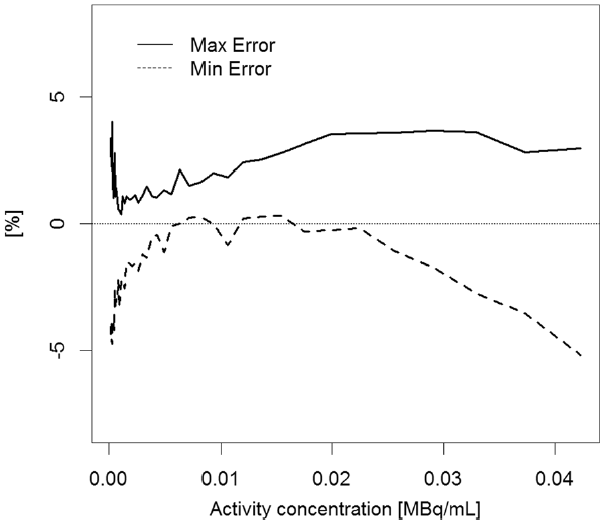 Max Error
Min Error
5
0
-5
[%]
0.00 0.01 0.02 0.03 0.04
Activity concentration [MBq/mL]